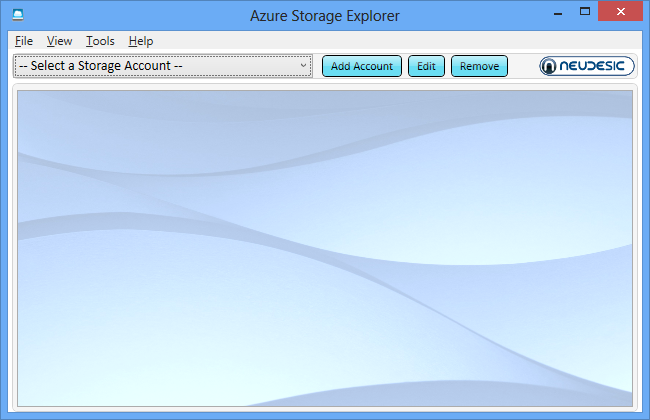 Azure Storage Explorer
File View Tools Help
-- Select a Storage Account -- Add Account Edit Remove NEUDESIC